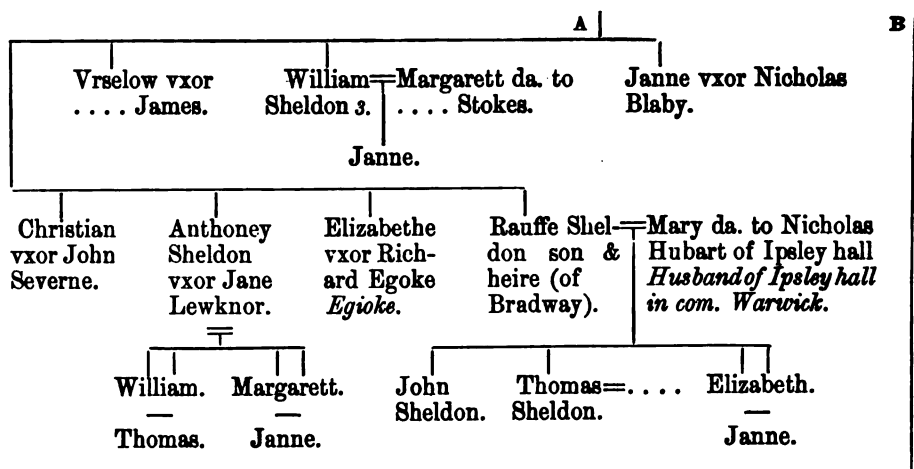 A B
Vrselow vxor
. . . . James.
William=Margarett da. to
Sheldon 3. . . . . Stokes.
Janne vxor Nicholas
Blaby.
Janne.
Christian
vxor John
Severne.
Anthoney
Sheldon
vxor Jane
Lewknor.
Elizabethe
vxor Rich-
ard Egoke
Egioke.
Rauffe Shel-
don son &
heire (of
Bradway).
=Mary da. to Nicholas
Hubart of Ipsley hall
Husband of Ipsley hall
in com. Warwick.
William.
—
Thomas.
Margarett.
—
Janne.
John
Sheldon.
Thomas=. . . .
Sheldon.
Elizabeth.
—
Janne.